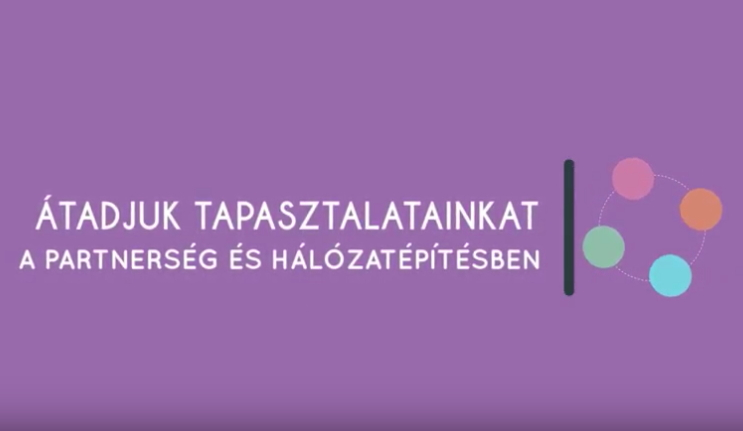 ÁTADJUK TAPASZTALATAINKAT
A PARTNERSÉG ÉS HÁLÓZATÉPÍTÉSBEN